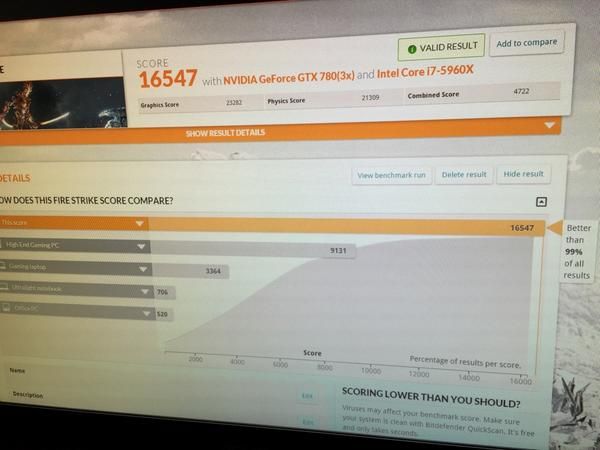 SCORE
16547 with NVIDIA GeForce GTX 780(3x) and Intel Core i7-5960X
VALID RESULT
Add to compare
Graphics Score 23282 Physics Score 21309 Combined Score 4722
SHOW RESULT DETAILS
DETAILS
View benchmark run Delete result Hide result
OW DOES THIS FIRE STRIKE SCORE COMPARE?
This score 16547
High End Gaming PC 9131
Gaming laptop 3364
Ultralight notebook 706
Office PC 520
Better
than
99%
of all
results
Score
Percentage of results per score.
2000 4000 6000 8000 10000 12000 14000 16000
Name
Edit
Description
Edit
SCORING LOWER THAN YOU SHOULD?
Viruses may affect your benchmark score. Make sure
your system is clean with Bitdefender QuickScan. It's free
and only takes seconds.